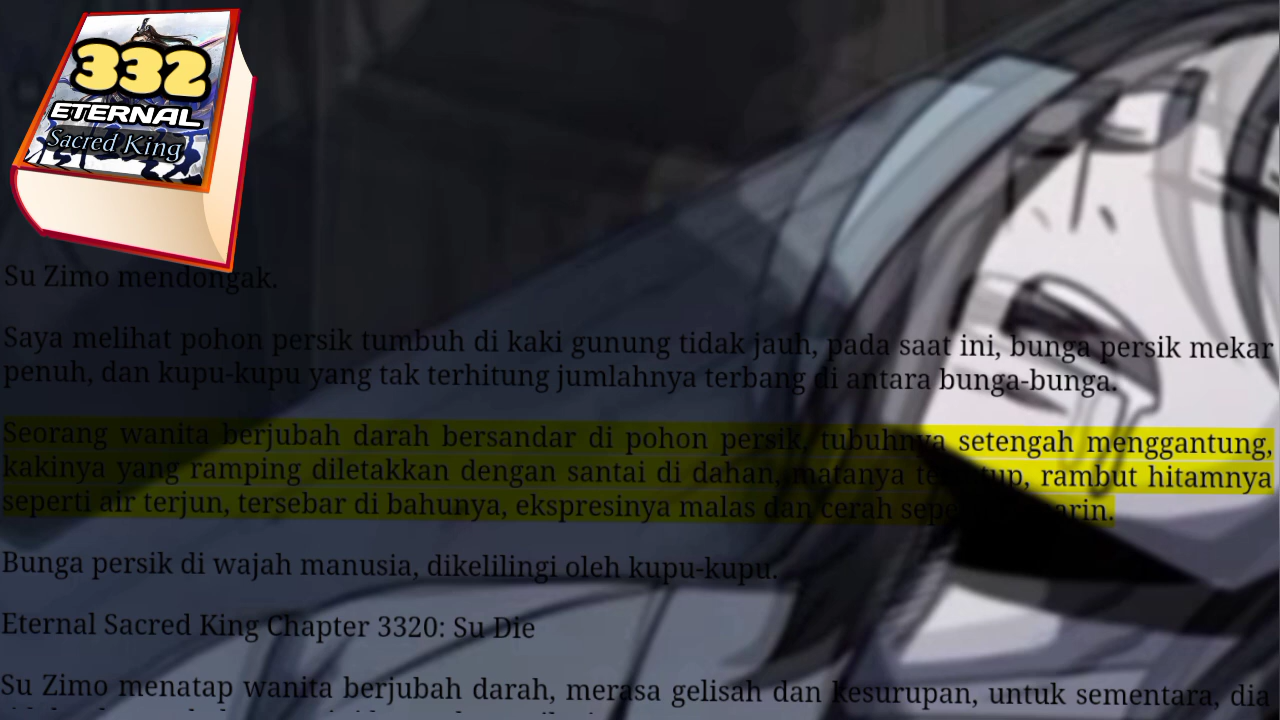 332
ETERNAL
Sacred King
Su Zimo mendongak.
Saya melihat pohon persik tumbuh di kaki gunung tidak jauh, pada saat ini, bunga persik mekar
penuh, dan kupu-kupu yang tak terhitung jumlahnya terbang di antara bunga-bunga.
Seorang wanita berjubah darah bersandar di pohon persik, tubuhnya setengah menggantung,
kakinya yang ramping diletakkan dengan santai di dahan, matanya tertutup, rambut hitamnya
seperti air terjun, tersebar di bahunya, ekspresinya malas dan cerah
Bunga persik di wajah manusia, dikelilingi oleh kupu-kupu.
Eternal Sacred King Chapter 3320: Su Die
Su Zimo menatap wanita berjubah darah, merasa gelisah dan kesurupan, untuk sementara, dia